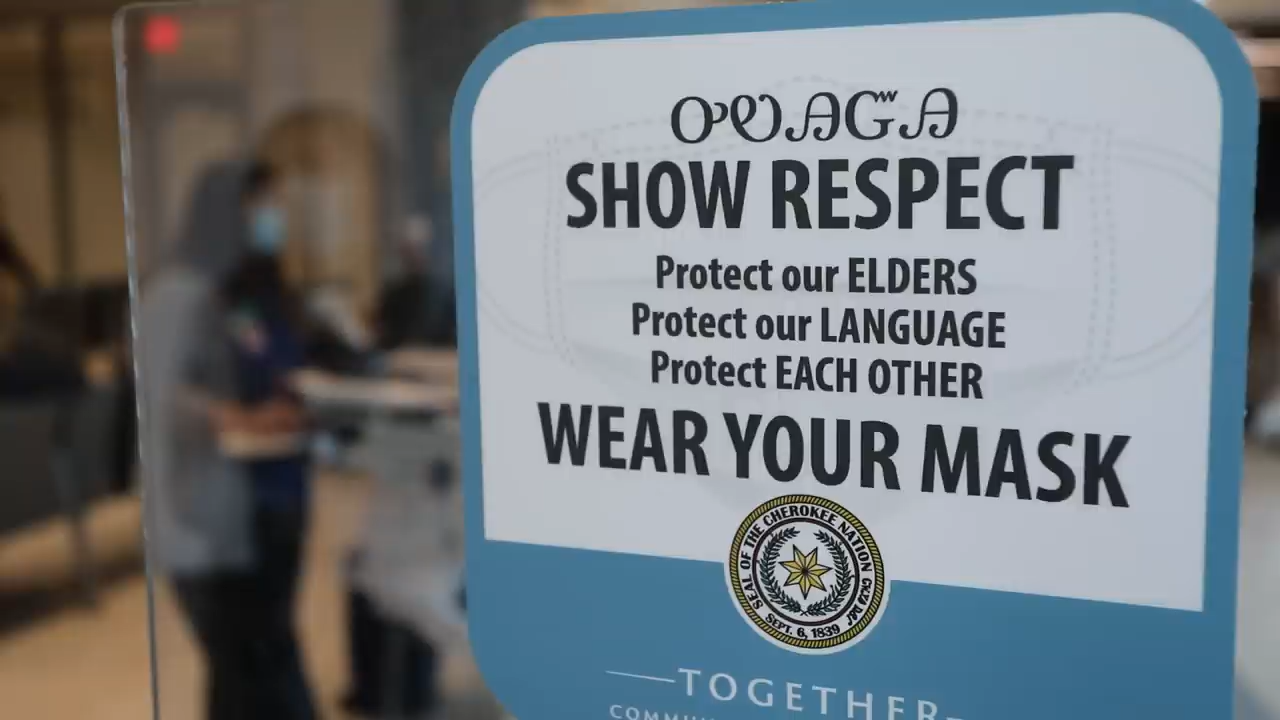 ᎤᏬᎯᏳᎯ
SHOW RESPECT
Protect our ELDERS
Protect our LANGUAGE
Protect EACH OTHER
WEAR YOUR MASK
SEAL OF THE CHEROKEE NATION
SEPT. 6, 1839
TOGETHER